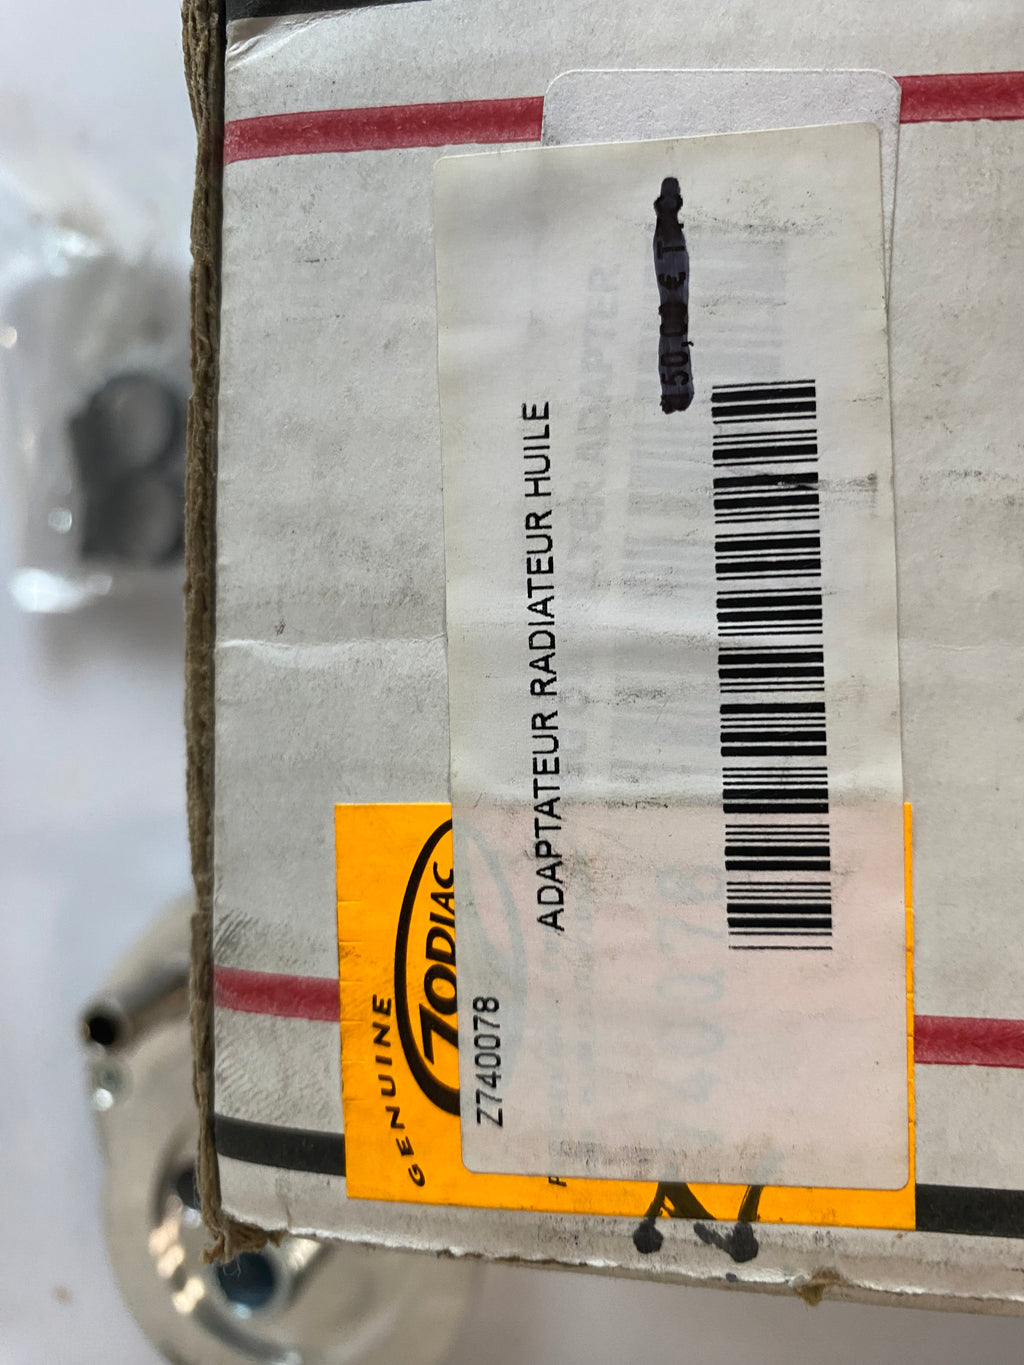 GENUINE
ZODIAC
Z740078
ADAPTATEUR RADIATEUR HUILE